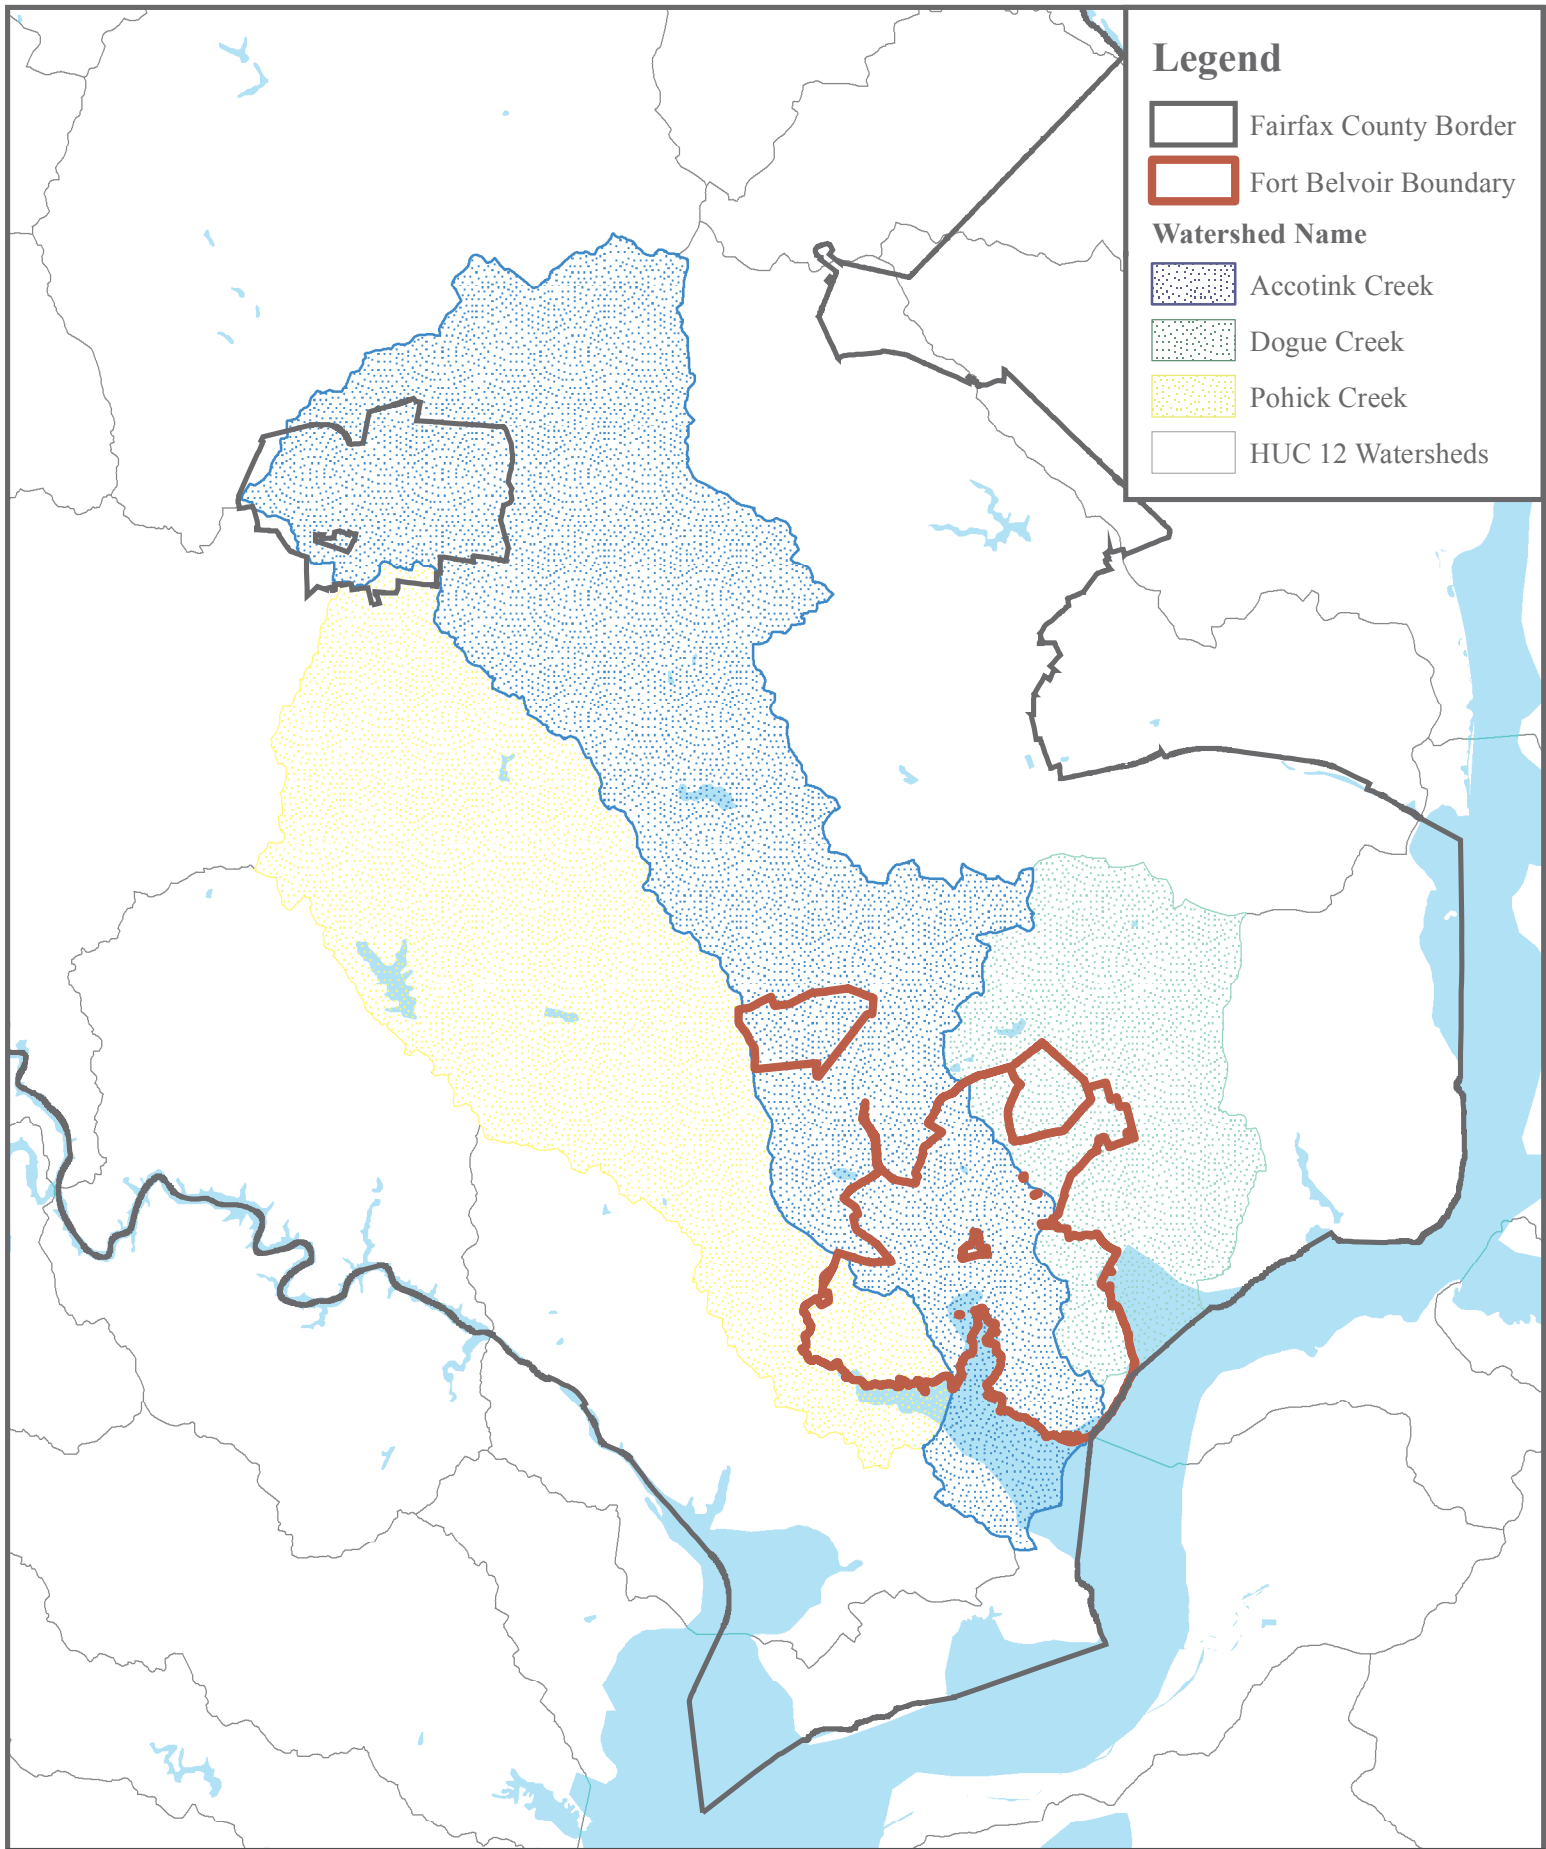 Legend
Fairfax County Border
Fort Belvoir Boundary
Watershed Name
Accotink Creek
Dogue Creek
Pohick Creek
HUC 12 Watersheds